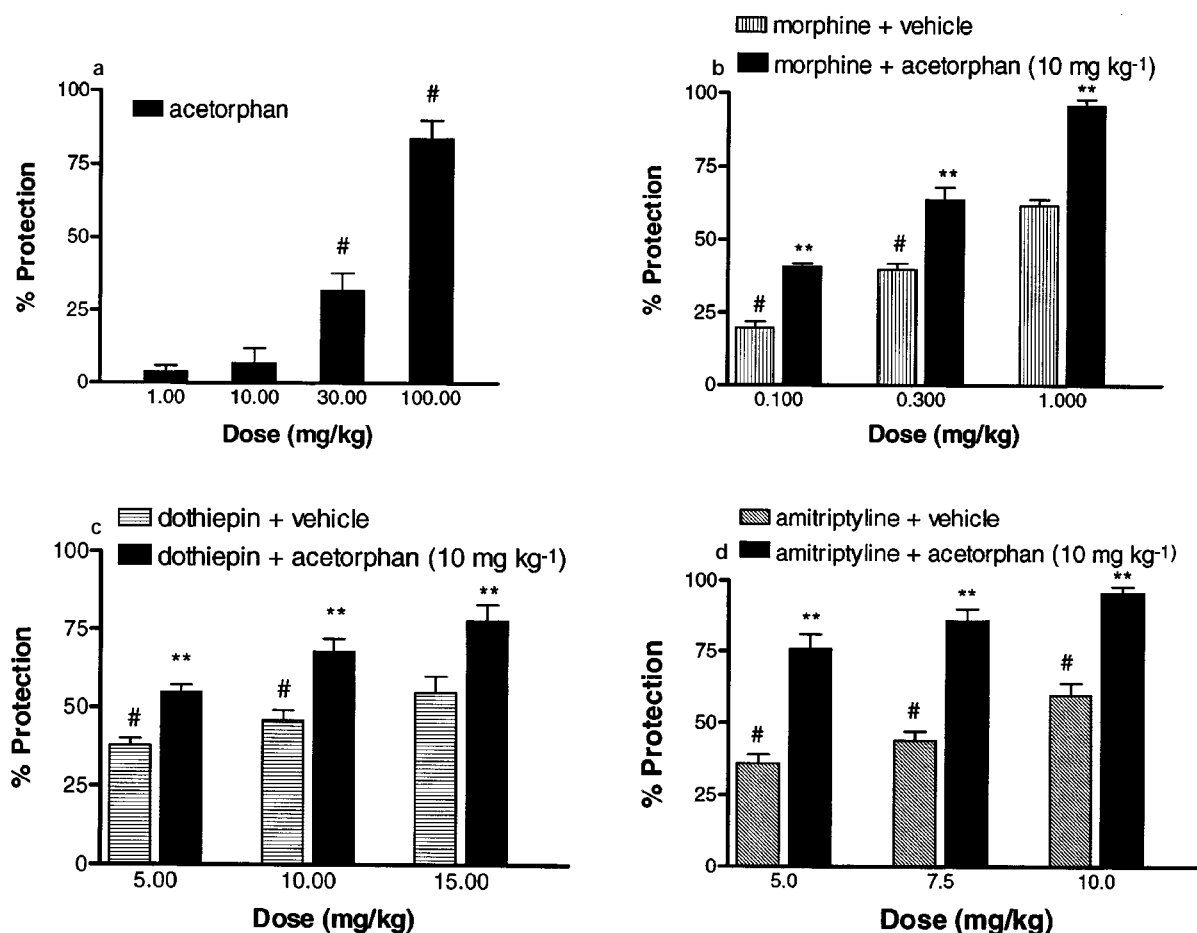 a
acetorphan
100
75
50
25
0
% Protection
# #
1.00 10.00 30.00 100.00
Dose (mg/kg)
morphine + vehicle
b morphine + acetorphan (10 mg kg-1)
100
75
50
25
0
% Protection
# ** # ** **
0.100 0.300 1.000
Dose (mg/kg)
c dothiepin + vehicle
dothiepin + acetorphan (10 mg kg-1)
100
75
50
25
0
% Protection
# ** # ** **
5.00 10.00 15.00
Dose (mg/kg)
amitriptyline + vehicle
d amitriptyline + acetorphan (10 mg kg-1)
100
75
50
25
0
% Protection
# ** # ** # **
5.0 7.5 10.0
Dose (mg/kg)